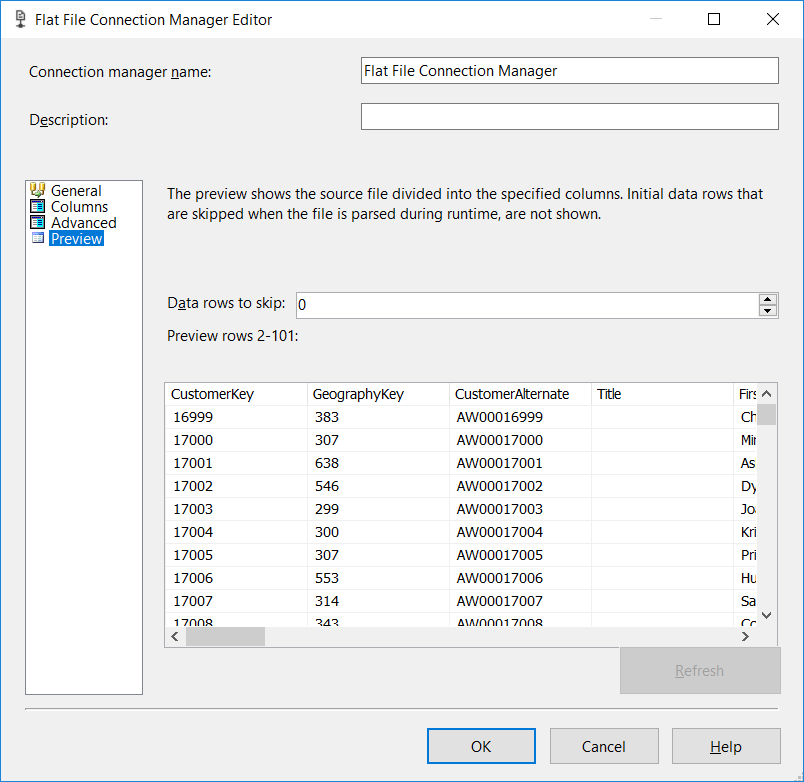 Flat File Connection Manager Editor
Connection manager name:
Flat File Connection Manager
Description:
General
Columns
Advanced
Preview
The preview shows the source file divided into the specified columns. Initial data rows that
are skipped when the file is parsed during runtime, are not shown.
Data rows to skip: 0
Preview rows 2-101:
CustomerKey GeographyKey CustomerAlternate Title Firs
16999 383 AW00016999 Ch
17000 307 AW00017000 Mi
17001 638 AW00017001 As
17002 546 AW00017002 Dy
17003 299 AW00017003 Jo
17004 300 AW00017004 Kri
17005 307 AW00017005 Pri
17006 553 AW00017006 Hu
17007 314 AW00017007 Sa
17008 343 AW00017008
Refresh
OK Cancel Help